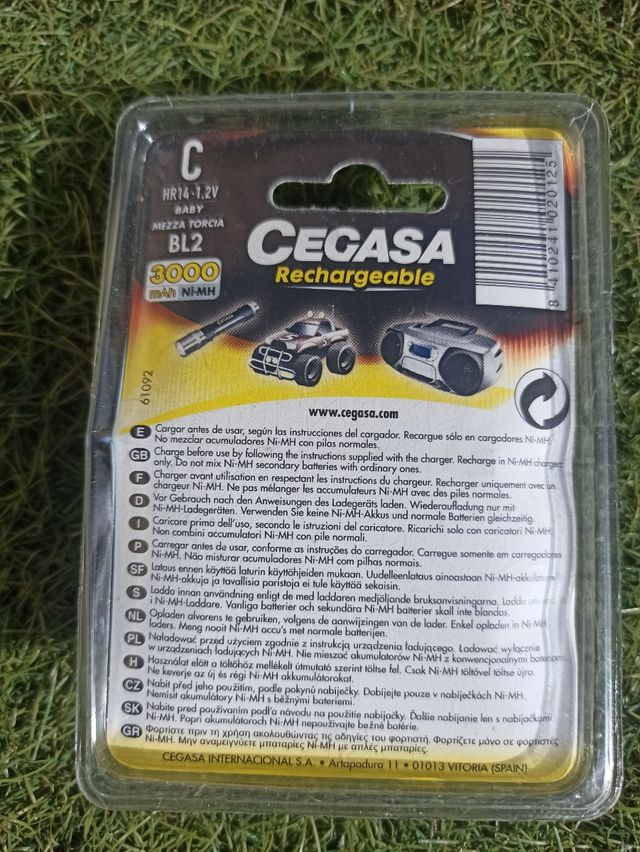 C
HR14-1.2V
BABY
MEZZA TORCIA
BL2
3000
mAh Ni-MH
CEGASA
Rechargeable
8 410241 020125
61092
www.cegasa.com
E Cargar antes de usar, según las instrucciones del cargador. Recargue sólo en cargadores Ni-MH.
No mezclar acumuladores Ni-MH con pilas normales.
GB Charge before use by following the instructions supplied with the charger. Recharge in Ni-MH chargers
only. Do not mix Ni-MH secondary batteries with ordinary ones.
F Charger avant utilisation en respectant les instructions du chargeur. Recharger uniquement avec un
chargeur Ni-MH. Ne pas mélanger les accumulateurs Ni-MH avec des piles normales.
D Vor Gebrauch nach den Anweisungen des Ladegeräts laden. Wiederaufladung nur mit
Ni-MH-Ladegeräten. Verwenden Sie keine Ni-MH-Akkus und normale Batterien gleichzeitig.
I Caricare prima dell'uso, secondo le istruzioni del caricatore. Ricarichi solo con caricatori Ni-MH.
Non combini accumulatori Ni-MH con pile normali.
P Carregar antes de usar, conforme as instruções do carregador. Carregue somente em carregadores
Ni-MH. Não misturar acumuladores Ni-MH com pilhas normais.
SF Lataus ennen käyttöä laturin käyttöohjeiden mukaan. Uudelleenlataus ainoastaan Ni-MH-akkulaturin
Ni-MH-akkuja ja tavallisia paristoja ei tule käyttää sekaisin.
S Ladda innan användning enligt de med laddaren medföljande bruksanvisningarna. Ladda om
i Ni-MH-Laddare. Vanliga batterier och sekundära Ni-MH batterier skall inte blandas.
NL Opladen alvorens te gebruiken, volgens de aanwijzingen van de lader. Enkel opladen in Ni-MH
laders. Meng nooit Ni-MH accu's met normale batterijen.
PL Naładować przed użyciem zgodnie z instrukcją urządzenia ładującego. Ładować wyłącznie
w urządzeniach ładujących Ni-MH. Nie mieszać akumulatorów Ni-MH z konwencjonalnymi bateriami.
H Használat előtt a töltőhöz mellékelt útmutató szerint töltse fel. Csak Ni-MH töltővel töltse újra.
Ne keverje az új és régi Ni-MH akkumulátorokat.
CZ Nabít před jeho použitím, podle pokynů nabíječky. Dobíjejte pouze v nabíječkách Ni-MH.
Nemísit akumulátory Ni-MH s běžnými bateriemi.
SK Nabite pred používaním podľa návodu na použitie nabíjačky. Ďalšie nabíjanie len s nabíjačkami
Ni-MH. Popri akumulátoroch Ni-MH nepoužívajte bežné batérie.
GR Φορτίστε πριν τη χρήση ακολουθώντας τις οδηγίες του φορτιστή. Φορτίζετε μόνο σε φορτιστές
Ni-MH. Μην αναμειγνύετε μπαταρίες Ni-MH με απλές μπαταρίες.
CEGASA INTERNACIONAL S.A. • Artapadura 11 • 01013 VITORIA (SPAIN)